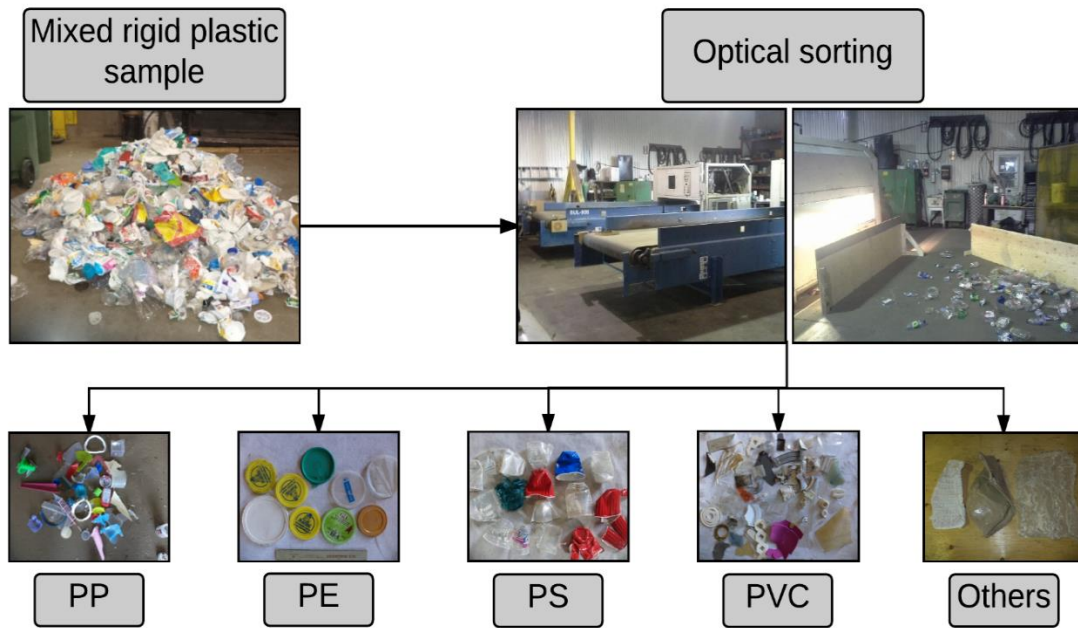 Mixed rigid plastic
sample
Optical sorting
PP
PE
PS
PVC
Others